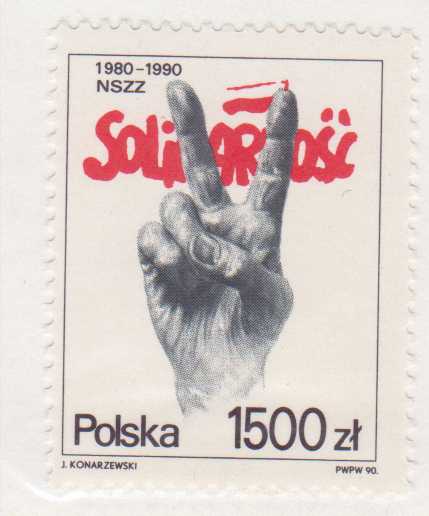 1980-1990
NSZZ
SOLIDARNOŚĆ
Polska 1500 zł
J. KONARZEWSKI PWPW 90.